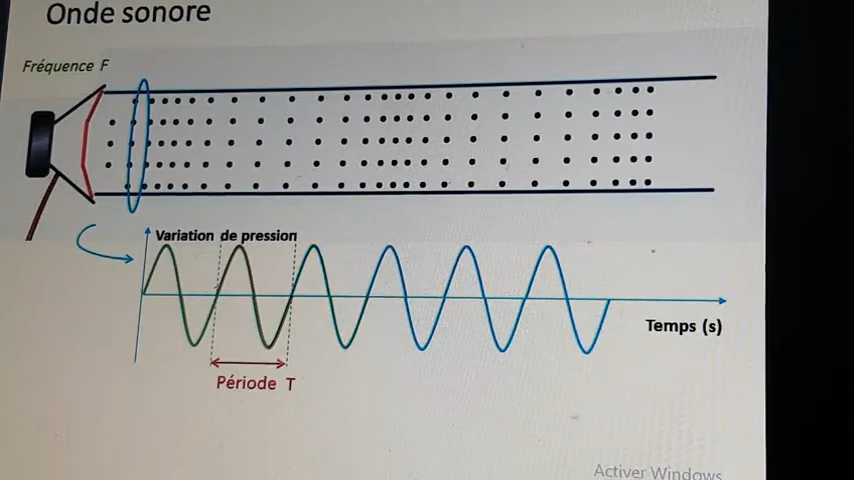 Onde sonore
Fréquence F
Variation de pression
Temps (s)
Période T
Activer Windows